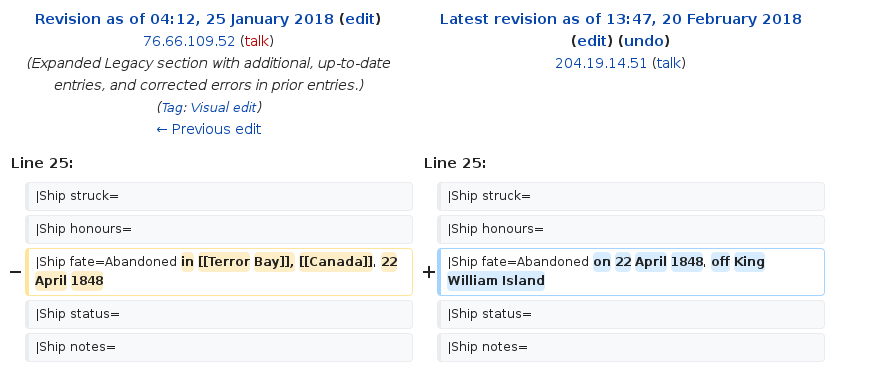 Revision as of 04:12, 25 January 2018 (edit)
76.66.109.52 (talk)
(Expanded Legacy section with additional, up-to-date
entries, and corrected errors in prior entries.)
(Tag: Visual edit)
← Previous edit
Latest revision as of 13:47, 20 February 2018
(edit) (undo)
204.19.14.51 (talk)
Line 25:
Line 25:
|Ship struck=
|Ship struck=
|Ship honours=
|Ship honours=
− |Ship fate=Abandoned in [[Terror Bay]], [[Canada]], 22
April 1848
+ |Ship fate=Abandoned on 22 April 1848, off King
William Island
|Ship status=
|Ship status=
|Ship notes=
|Ship notes=